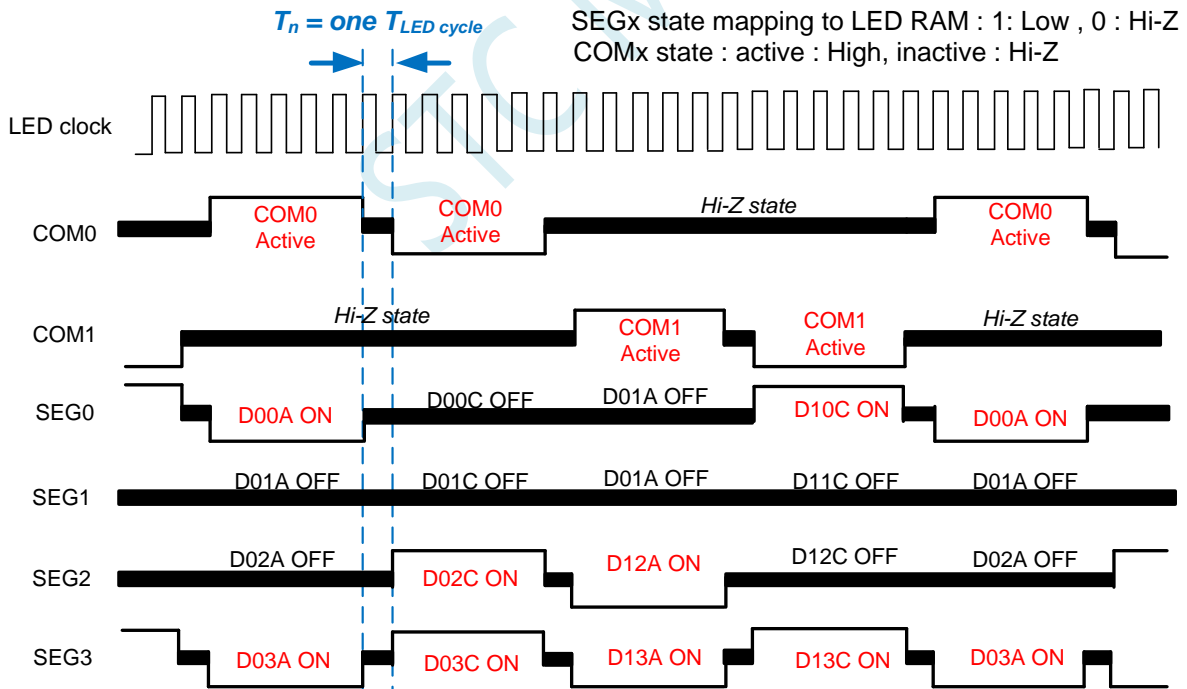 Tn = one TLED cycle
SEGx state mapping to LED RAM : 1: Low , 0 : Hi-Z
COMx state : active : High, inactive : Hi-Z
LED clock
COM0
COM0
Active
COM0
Active
Hi-Z state
COM0
Active
COM1
Hi-Z state
COM1
Active
COM1
Active
Hi-Z state
SEG0
D00A ON
D00C OFF
D01A OFF
D10C ON
D00A ON
SEG1
D01A OFF
D01C OFF
D01A OFF
D11C OFF
D01A OFF
SEG2
D02A OFF
D02C ON
D12A ON
D12C OFF
D02A OFF
SEG3
D03A ON
D03C ON
D13A ON
D13C ON
D03A ON
STC